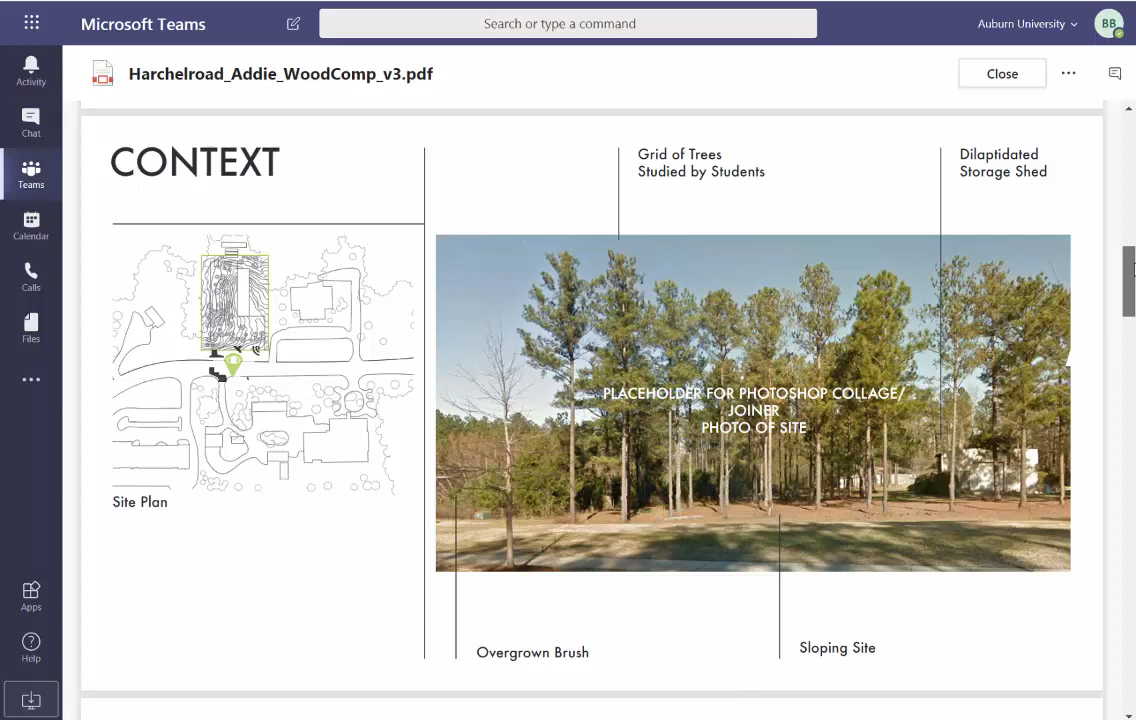 Microsoft Teams
Search or type a command
Auburn University
BB
Activity
Chat
Teams
Calendar
Calls
Files
Apps
Help
Harchelroad_Addie_WoodComp_v3.pdf
Close
CONTEXT
Grid of Trees
Studied by Students
Dilaptidated
Storage Shed
PLACEHOLDER FOR PHOTOSHOP COLLAGE/
JOINER
PHOTO OF SITE
Site Plan
Overgrown Brush
Sloping Site